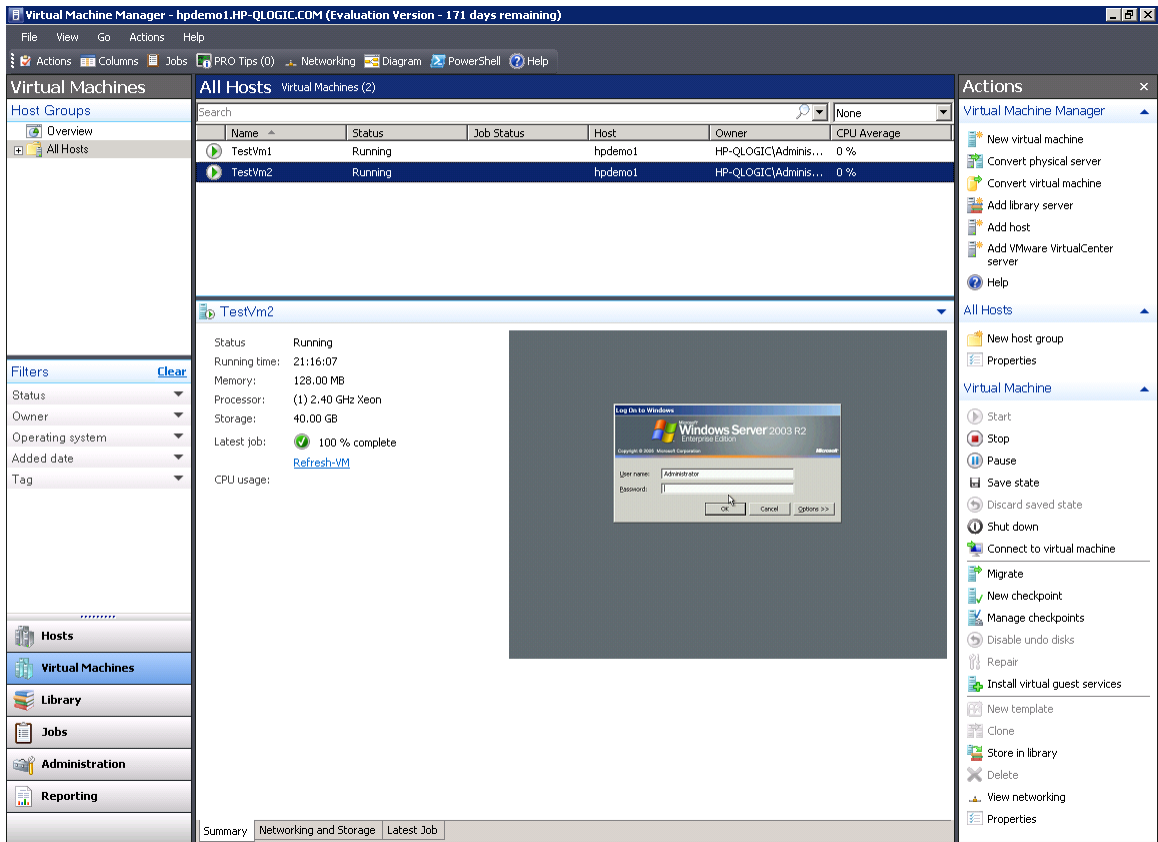 Virtual Machine Manager - hpdemo1.HP-QLOGIC.COM (Evaluation Version - 171 days remaining)
File View Go Actions Help
Actions Columns Jobs PRO Tips (0) Networking Diagram PowerShell Help
Virtual Machines
Host Groups
Overview
All Hosts
Filters Clear
Status
Owner
Operating system
Added date
Tag
Hosts
Virtual Machines
Library
Jobs
Administration
Reporting
All Hosts Virtual Machines (2)
Search None
Name Status Job Status Host Owner CPU Average
TestVm1 Running hpdemo1 HP-QLOGIC\Adminis... 0 %
TestVm2 Running hpdemo1 HP-QLOGIC\Adminis... 0 %
TestVm2
Status Running
Running time: 21:16:07
Memory: 128.00 MB
Processor: (1) 2.40 GHz Xeon
Storage: 40.00 GB
Latest job: 100 % complete
Refresh-VM
CPU usage:
Log On to Windows
Microsoft
Windows Server 2003 R2
Enterprise Edition
Copyright © 2005 Microsoft Corporation Microsoft
User name: Administrator
Password:
OK Cancel Options >>
Summary Networking and Storage Latest Job
Actions
Virtual Machine Manager
New virtual machine
Convert physical server
Convert virtual machine
Add library server
Add host
Add VMware VirtualCenter
server
Help
All Hosts
New host group
Properties
Virtual Machine
Start
Stop
Pause
Save state
Discard saved state
Shut down
Connect to virtual machine
Migrate
New checkpoint
Manage checkpoints
Disable undo disks
Repair
Install virtual guest services
New template
Clone
Store in library
Delete
View networking
Properties